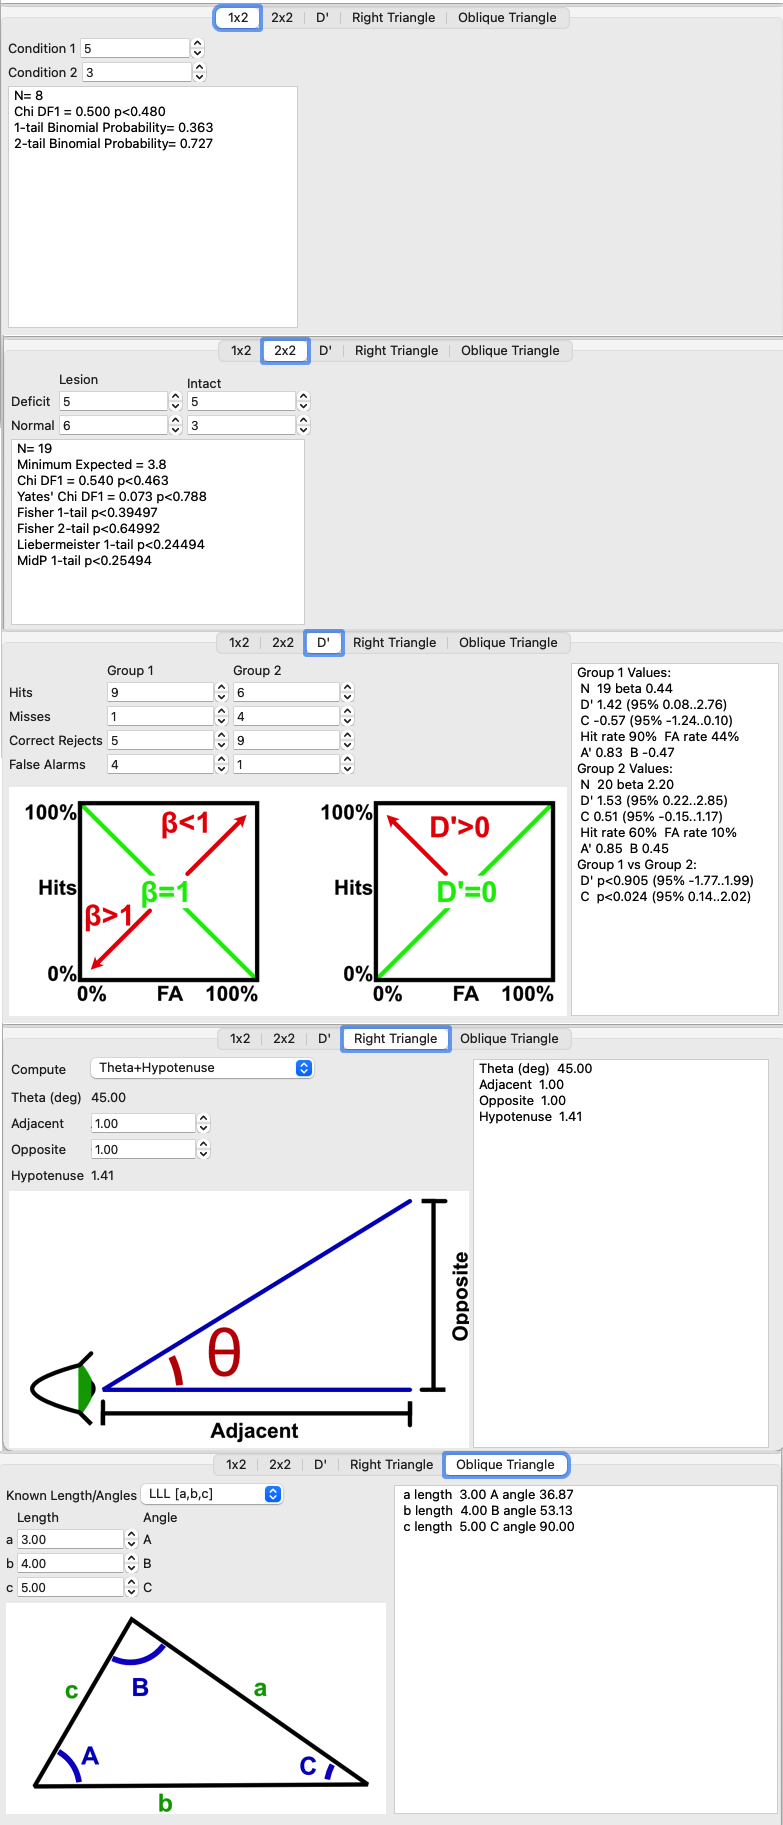 1x2 2x2 D' Right Triangle Oblique Triangle
Condition 1 5
Condition 2 3
N= 8
Chi DF1 = 0.500 p<0.480
1-tail Binomial Probability= 0.363
2-tail Binomial Probability= 0.727
1x2 2x2 D' Right Triangle Oblique Triangle
Lesion Intact
Deficit 5 5
Normal 6 3
N= 19
Minimum Expected = 3.8
Chi DF1 = 0.540 p<0.463
Yates' Chi DF1 = 0.073 p<0.788
Fisher 1-tail p<0.39497
Fisher 2-tail p<0.64992
Liebermeister 1-tail p<0.24494
MidP 1-tail p<0.25494
1x2 2x2 D' Right Triangle Oblique Triangle
Group 1 Group 2
Hits 9 6
Misses 1 4
Correct Rejects 5 9
False Alarms 4 1
100%
β<1
β=1
Hits
β>1
0%
0% FA 100%
100%
D'>0
D'=0
Hits
0%
0% FA 100%
Group 1 Values:
N 19 beta 0.44
D' 1.42 (95% 0.08..2.76)
C -0.57 (95% -1.24..0.10)
Hit rate 90% FA rate 44%
A' 0.83 B -0.47
Group 2 Values:
N 20 beta 2.20
D' 1.53 (95% 0.22..2.85)
C 0.51 (95% -0.15..1.17)
Hit rate 60% FA rate 10%
A' 0.85 B 0.45
Group 1 vs Group 2:
D' p<0.905 (95% -1.77..1.99)
C p<0.024 (95% 0.14..2.02)
1x2 2x2 D' Right Triangle Oblique Triangle
Compute Theta+Hypotenuse
Theta (deg) 45.00
Adjacent 1.00
Opposite 1.00
Hypotenuse 1.41
Theta (deg) 45.00
Adjacent 1.00
Opposite 1.00
Hypotenuse 1.41
θ
Opposite
Adjacent
1x2 2x2 D' Right Triangle Oblique Triangle
Known Length/Angles LLL [a,b,c]
Length Angle
a 3.00 A
b 4.00 B
c 5.00 C
a length 3.00 A angle 36.87
b length 4.00 B angle 53.13
c length 5.00 C angle 90.00
c B a
A C
b